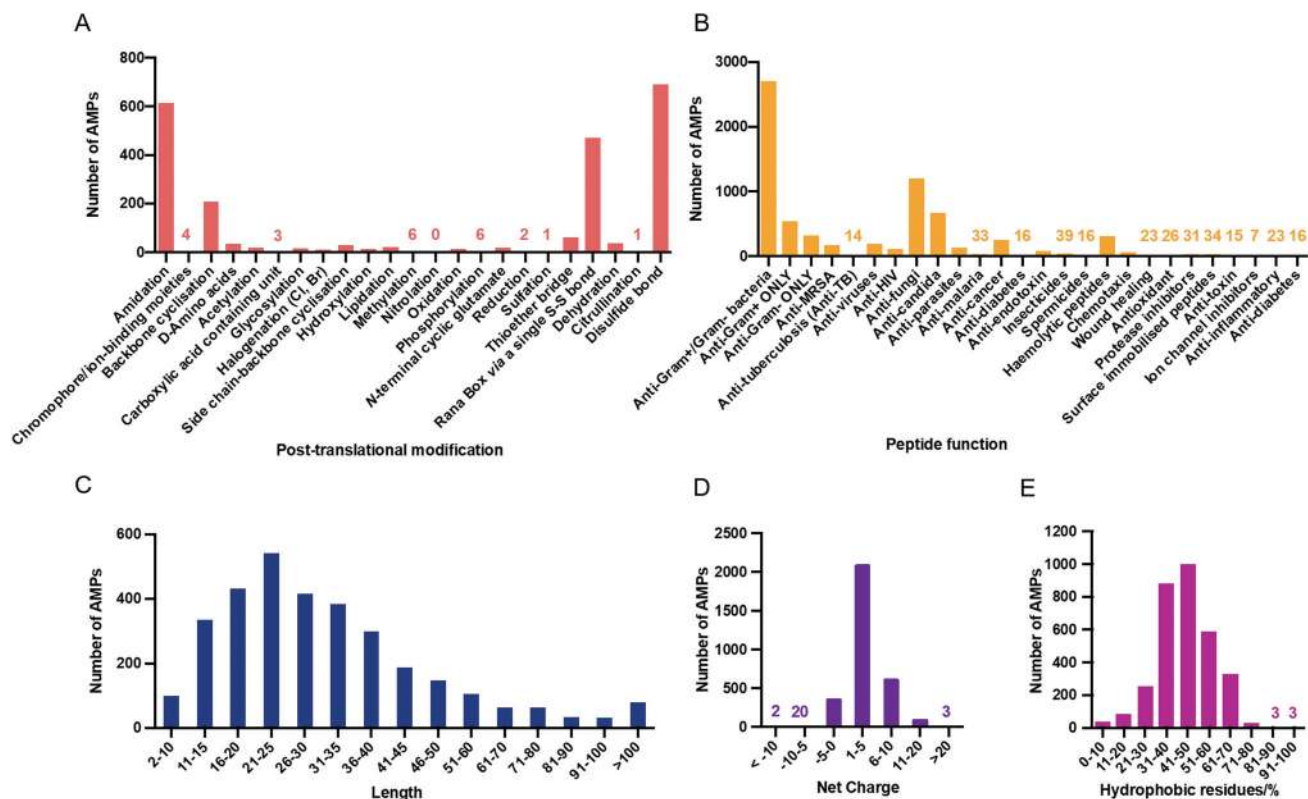 A
Number of AMPs
800
600
400
200
0
4
3
6
0
6
2
1
1
Amidation
Chromophore/ion-binding moieties
Backbone cyclisation
D-Amino acids
Acetylation
Carboxylic acid containing unit
Glycosylation
Halogenation (Cl, Br)
Side chain-backbone cyclisation
Hydroxylation
Lipidation
Methylation
Nitrolation
Oxidation
Phosphorylation
N-terminal cyclic glutamate
Reduction
Sulfation
Thioether bridge
Rana Box via a single S-S bond
Dehydration
Citrullination
Disulfide bond
Post-translational modification
B
Number of AMPs
3000
2000
1000
0
14
33
16
39
16
23
26
31
34
15
7
23
16
Anti-Gram+/Gram- bacteria
Anti-Gram+ ONLY
Anti-Gram- ONLY
Anti-MRSA
Anti-tuberculosis (Anti-TB)
Anti-viruses
Anti-HIV
Anti-fungi
Anti-candida
Anti-parasites
Anti-malaria
Anti-cancer
Anti-diabetes
Anti-endotoxin
Insecticides
Spemicides
Haemolytic peptides
Chemotaxis
Wound healing
Antioxidant
Protease inhibitors
Surface immobilised peptides
Anti-toxin
Ion channel inhibitors
Anti-inflammatory
Anti-diabetes
Peptide function
C
Number of AMPs
600
400
200
0
2-10
11-15
16-20
21-25
26-30
31-35
36-40
41-45
46-50
51-60
61-70
71-80
81-90
91-100
>100
Length
D
Number of AMPs
2500
2000
1500
1000
500
0
2
20
3
< -10
-10-5
-5-0
1-5
6-10
11-20
>20
Net Charge
E
Number of AMPs
1200
1000
800
600
400
200
0
3
3
0-10
11-20
21-30
31-40
41-50
51-60
61-70
71-80
81-90
91-100
Hydrophobic residues/%